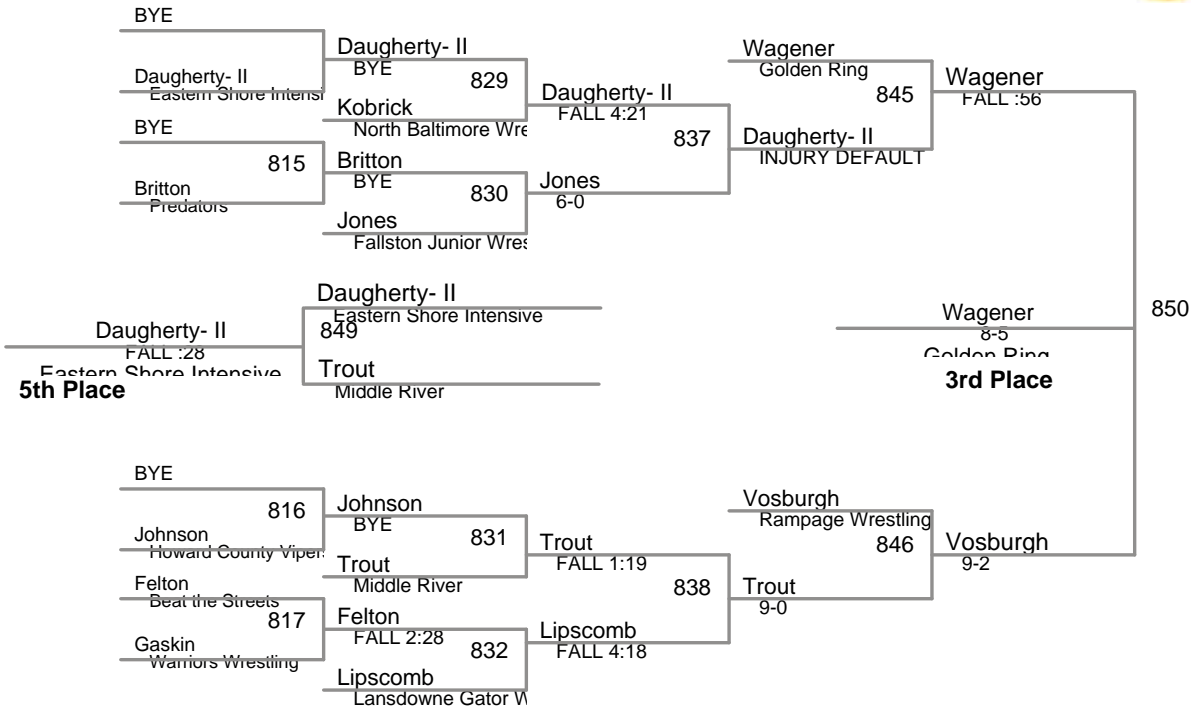 BYE
Daugherty- II
Eastern Shore Intensi
Daugherty- II
BYE
829
Kobrick
North Baltimore Wre
BYE
815
Britton
Predators
Britton
BYE
830
Jones
Fallston Junior Wres
Daugherty- II
FALL 4:21
837
Jones
6-0
Wagener
Golden Ring
845
Daugherty- II
INJURY DEFAULT
Wagener
FALL :56
850
Daugherty- II
Eastern Shore Intensive
849
Trout
Middle River
Daugherty- II
FALL :28
Eastern Shore Intensive
5th Place
Wagener
8-5
Golden Ring
3rd Place
BYE
816
Johnson
Howard County Viper
Johnson
BYE
831
Trout
Middle River
Felton
Beat the Streets
817
Gaskin
Warriors Wrestling
Felton
FALL 2:28
832
Lipscomb
Lansdowne Gator W
Trout
FALL 1:19
838
Lipscomb
FALL 4:18
Vosburgh
Rampage Wrestling
846
Trout
9-0
Vosburgh
9-2